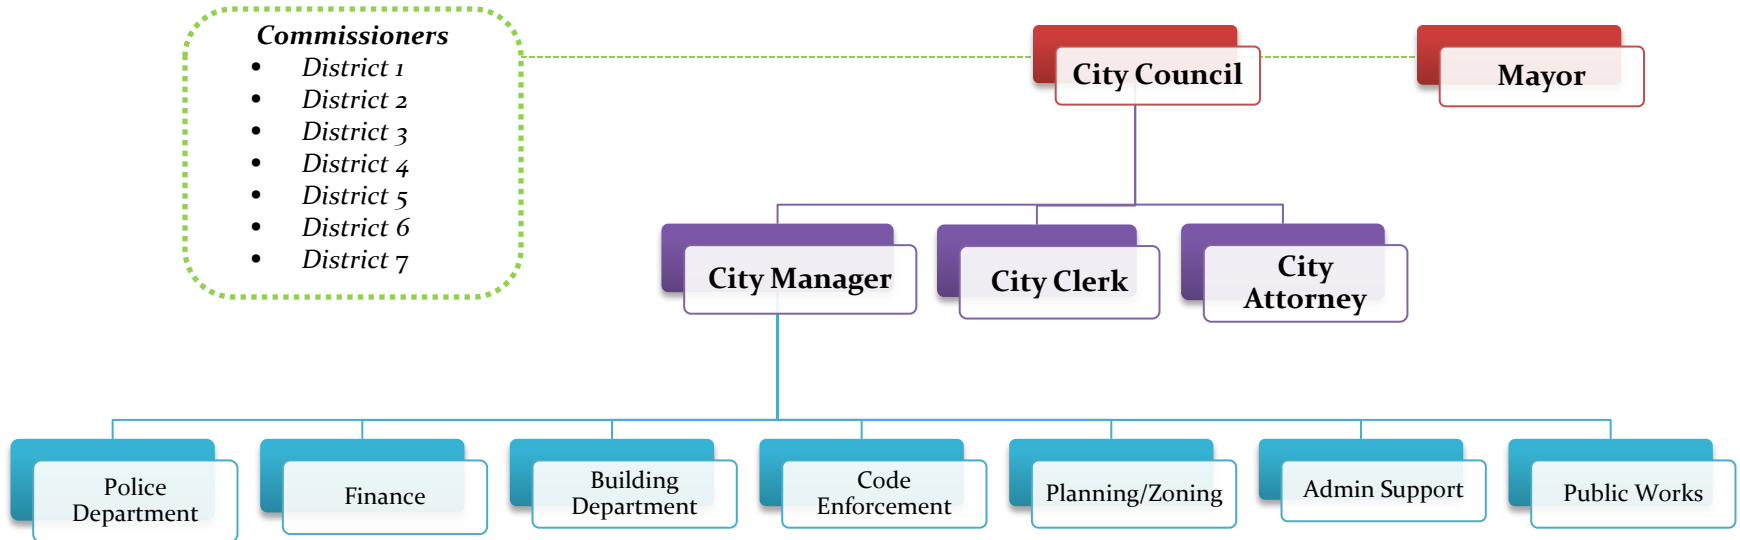 Commissioners
• District 1
• District 2
• District 3
• District 4
• District 5
• District 6
• District 7
City Council
Mayor
City Manager
City Clerk
City
Attorney
Police
Department
Finance
Building
Department
Code
Enforcement
Planning/Zoning
Admin Support
Public Works